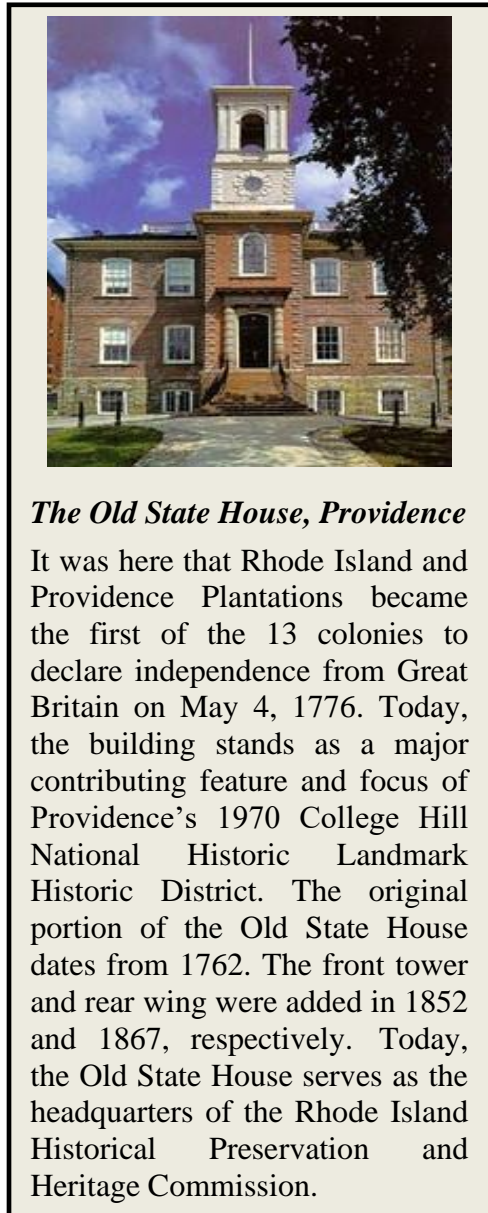 The Old State House, Providence
It was here that Rhode Island and
Providence Plantations became
the first of the 13 colonies to
declare independence from Great
Britain on May 4, 1776. Today,
the building stands as a major
contributing feature and focus of
Providence’s 1970 College Hill
National Historic Landmark
Historic District. The original
portion of the Old State House
dates from 1762. The front tower
and rear wing were added in 1852
and 1867, respectively. Today,
the Old State House serves as the
headquarters of the Rhode Island
Historical Preservation and
Heritage Commission.